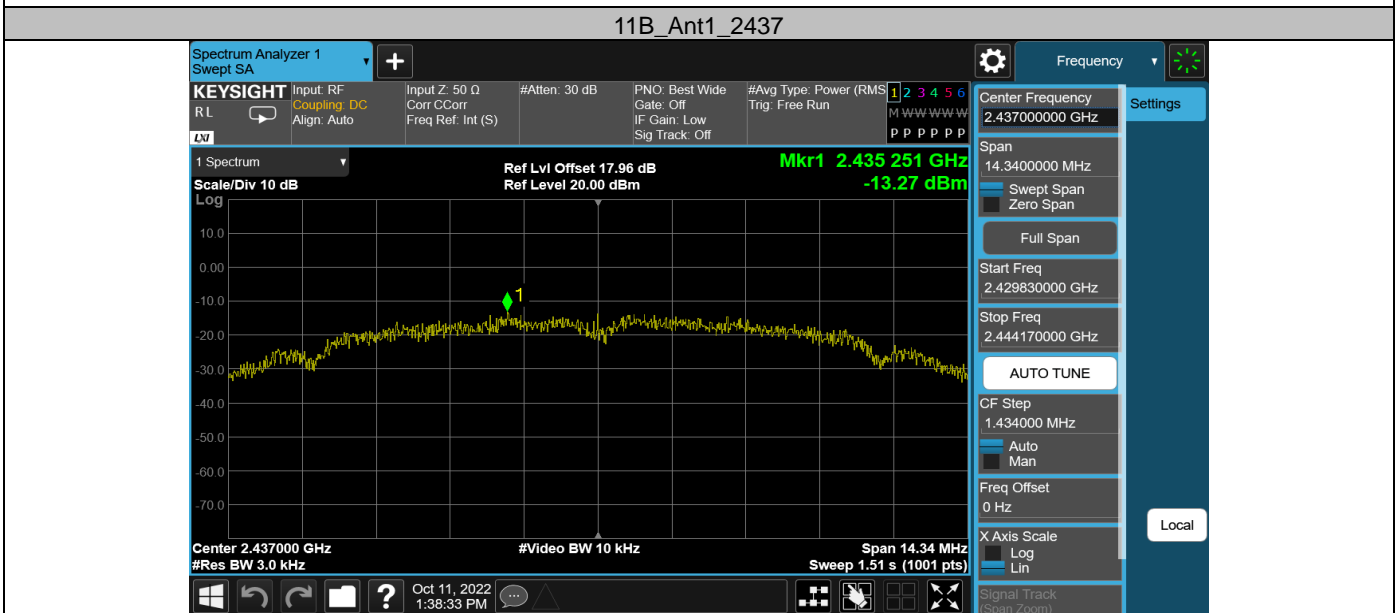 11B_Ant1_2437
Spectrum Analyzer 1
Swept SA
Frequency
KEYSIGHT
RL
LXI
Input: RF
Coupling: DC
Align: Auto
Input Z: 50 Ω
Corr CCorr
Freq Ref: Int (S)
#Atten: 30 dB
PNO: Best Wide
Gate: Off
IF Gain: Low
Sig Track: Off
#Avg Type: Power (RMS
Trig: Free Run
1 2 3 4 5 6
M W W W W W
P P P P P P
1 Spectrum
Scale/Div 10 dB
Ref Lvl Offset 17.96 dB
Ref Level 20.00 dBm
Mkr1 2.435 251 GHz
-13.27 dBm
Log
10.0
0.00
-10.0
-20.0
-30.0
-40.0
-50.0
-60.0
-70.0
1
Center 2.437000 GHz
#Res BW 3.0 kHz
#Video BW 10 kHz
Span 14.34 MHz
Sweep 1.51 s (1001 pts)
Oct 11, 2022
1:38:33 PM
Center Frequency
2.437000000 GHz
Settings
Span
14.3400000 MHz
Swept Span
Zero Span
Full Span
Start Freq
2.429830000 GHz
Stop Freq
2.444170000 GHz
AUTO TUNE
CF Step
1.434000 MHz
Auto
Man
Freq Offset
0 Hz
Local
X Axis Scale
Log
Lin
Signal Track
(Span Zoom)